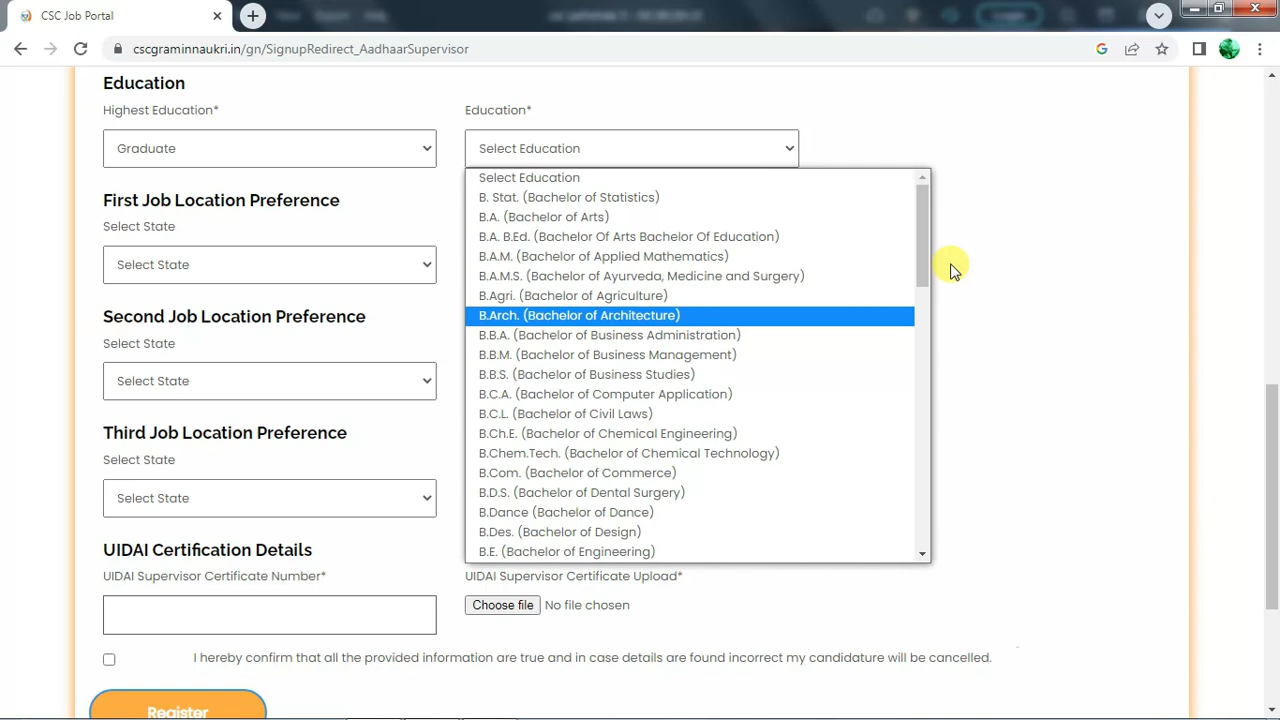 CSC Job Portal
cscgraminnaukri.in/gn/SignupRedirect_AadhaarSupervisor
Education
Highest Education*
Education*
Graduate
Select Education
Select Education
B. Stat. (Bachelor of Statistics)
B.A. (Bachelor of Arts)
B.A. B.Ed. (Bachelor Of Arts Bachelor Of Education)
B.A.M. (Bachelor of Applied Mathematics)
B.A.M.S. (Bachelor of Ayurveda, Medicine and Surgery)
B.Agri. (Bachelor of Agriculture)
B.Arch. (Bachelor of Architecture)
B.B.A. (Bachelor of Business Administration)
B.B.M. (Bachelor of Business Management)
B.B.S. (Bachelor of Business Studies)
B.C.A. (Bachelor of Computer Application)
B.C.L. (Bachelor of Civil Laws)
B.Ch.E. (Bachelor of Chemical Engineering)
B.Chem.Tech. (Bachelor of Chemical Technology)
B.Com. (Bachelor of Commerce)
B.D.S. (Bachelor of Dental Surgery)
B.Dance (Bachelor of Dance)
B.Des. (Bachelor of Design)
B.E. (Bachelor of Engineering)
First Job Location Preference
Select State
Select State
Second Job Location Preference
Select State
Select State
Third Job Location Preference
Select State
Select State
UIDAI Certification Details
UIDAI Supervisor Certificate Number*
UIDAI Supervisor Certificate Upload*
Choose file No file chosen
I hereby confirm that all the provided information are true and in case details are found incorrect my candidature will be cancelled.
Register